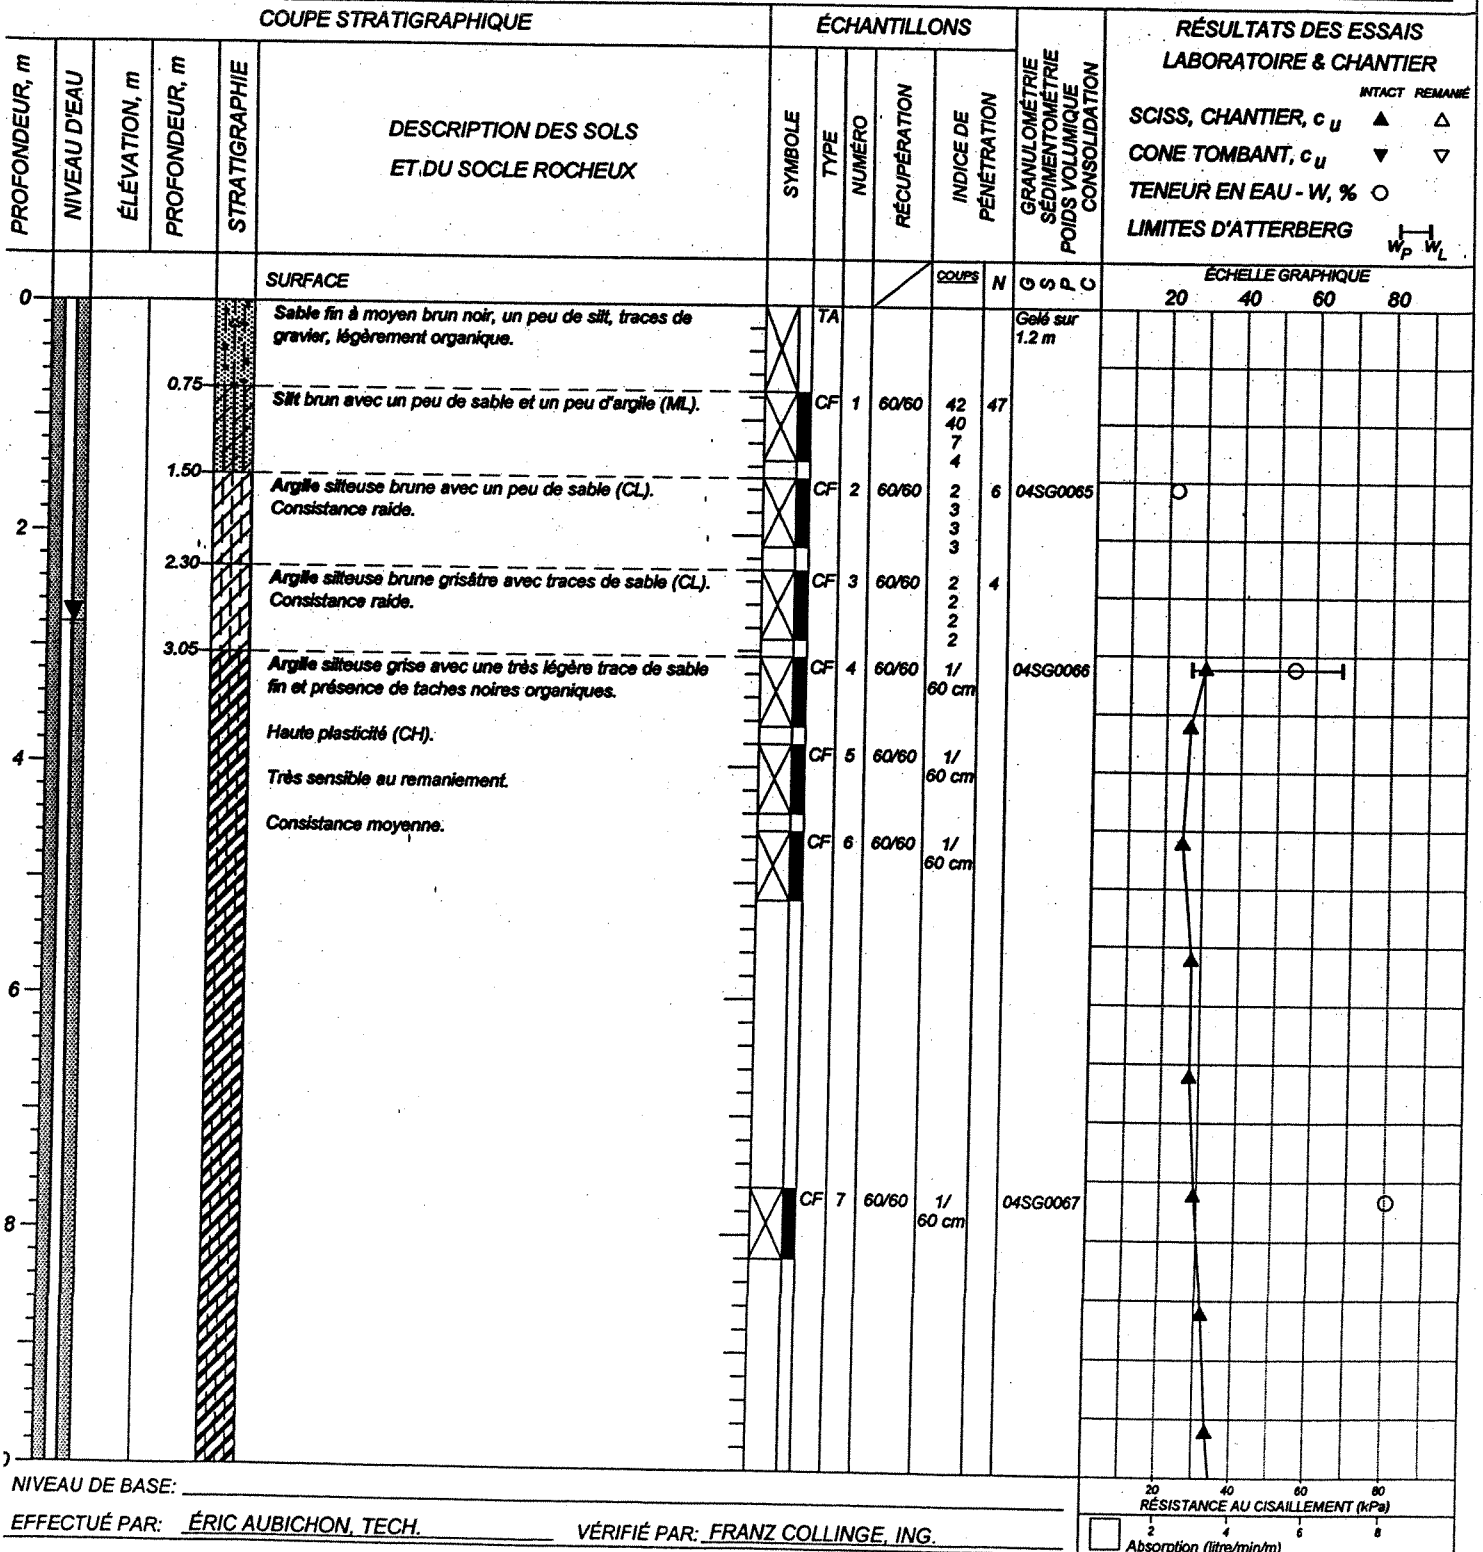 COUPE STRATIGRAPHIQUE
ÉCHANTILLONS
RÉSULTATS DES ESSAIS
LABORATOIRE & CHANTIER
PROFONDEUR, m
NIVEAU D'EAU
ÉLÉVATION, m
PROFONDEUR, m
STRATIGRAPHIE
DESCRIPTION DES SOLS
ET DU SOCLE ROCHEUX
SYMBOLE
TYPE
NUMÉRO
RÉCUPÉRATION
INDICE DE
PÉNÉTRATION
GRANULOMÉTRIE
SÉDIMENTOMÉTRIE
POIDS VOLUMIQUE
CONSOLIDATION
INTACT REMANIÉ
SCISS, CHANTIER, c u
CONE TOMBANT, c u
TENEUR EN EAU - W, %
LIMITES D'ATTERBERG
WP WL
SURFACE
COUPS N G S P C
ÉCHELLE GRAPHIQUE
20 40 60 80
0
Sable fin à moyen brun noir, un peu de silt, traces de
gravier, légèrement organique.
TA
Gelé sur
1.2 m
0.75
Silt brun avec un peu de sable et un peu d'argile (ML).
CF 1 60/60 42 47
40
7
4
1.50
Argile silteuse brune avec un peu de sable (CL).
Consistance raide.
CF 2 60/60 2 6 04SG0065
3
3
3
2
2.30
Argile silteuse brune grisâtre avec traces de sable (CL).
Consistance raide.
CF 3 60/60 2 4
2
2
2
3.05
Argile silteuse grise avec une très légère trace de sable
fin et présence de taches noires organiques.
CF 4 60/60 1/ 04SG0066
60 cm
Haute plasticité (CH).
4
CF 5 60/60 1/
60 cm
Très sensible au remaniement.
Consistance moyenne.
CF 6 60/60 1/
60 cm
6
CF 7 60/60 1/ 04SG0067
60 cm
8
NIVEAU DE BASE:
20 40 60 80
RÉSISTANCE AU CISAILLEMENT (kPa)
EFFECTUÉ PAR: ÉRIC AUBICHON, TECH.
VÉRIFIÉ PAR: FRANZ COLLINGE, ING.
2 4 6 8
Absorption (litre/min/m)